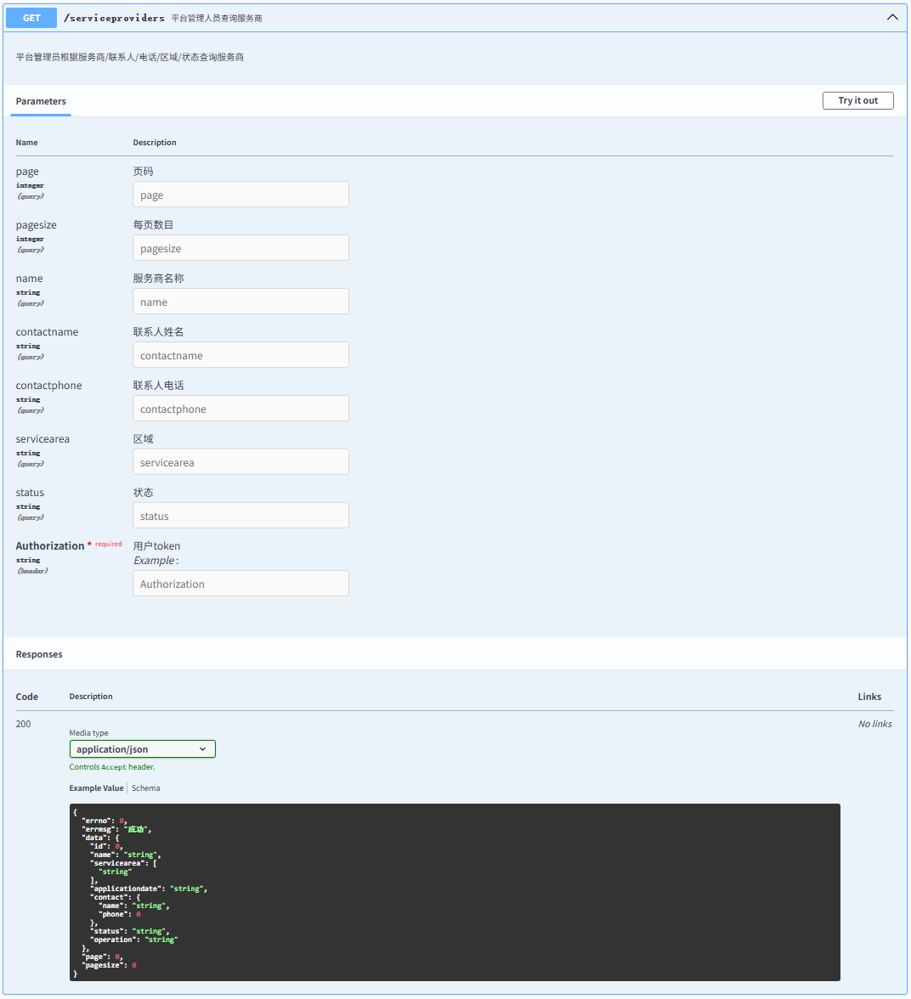 GET /serviceproviders 平台管理人员查询服务商
平台管理员根据服务商/联系人/电话/区域/状态查询服务商
Parameters Try it out
Name Description
page 页码
integer
(query) page
pagesize 每页数目
integer
(query) pagesize
name 服务商名称
string
(query) name
contactname 联系人姓名
string
(query) contactname
contactphone 联系人电话
string
(query) contactphone
servicearea 区域
string
(query) servicearea
status 状态
string
(query) status
Authorization * required 用户token
string Example :
(header) Authorization
Responses
Code Description Links
200 No links
Media type
application/json
Controls Accept header.
Example Value Schema
{
"errno": 0,
"errmsg": "成功",
"data": {
"id": 0,
"name": "string",
"servicearea": [
"string"
],
"applicationdate": "string",
"contact": {
"name": "string",
"phone": 0
},
"status": "string",
"operation": "string"
},
"page": 0,
"pagesize": 0
}